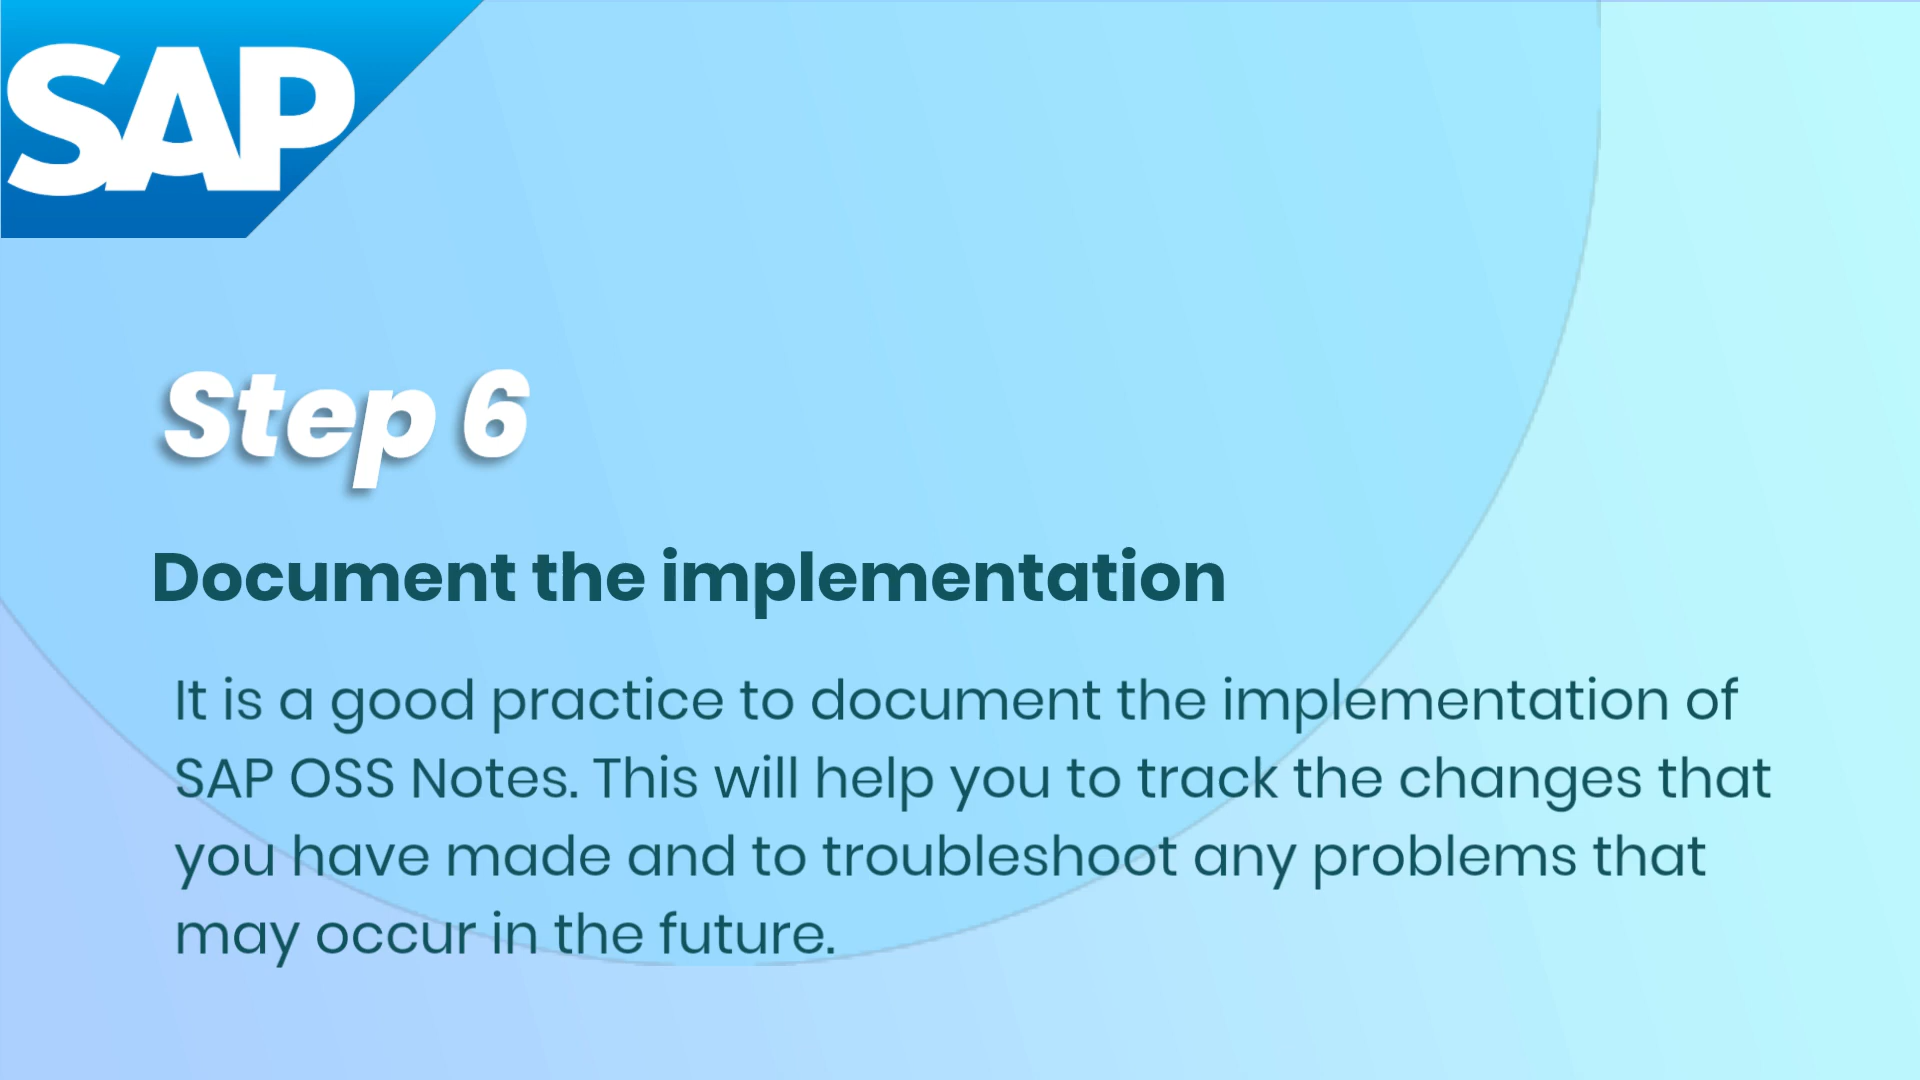 SAP
Step 6
Document the implementation
It is a good practice to document the implementation of
SAP OSS Notes. This will help you to track the changes that
you have made and to troubleshoot any problems that
may occur in the future.